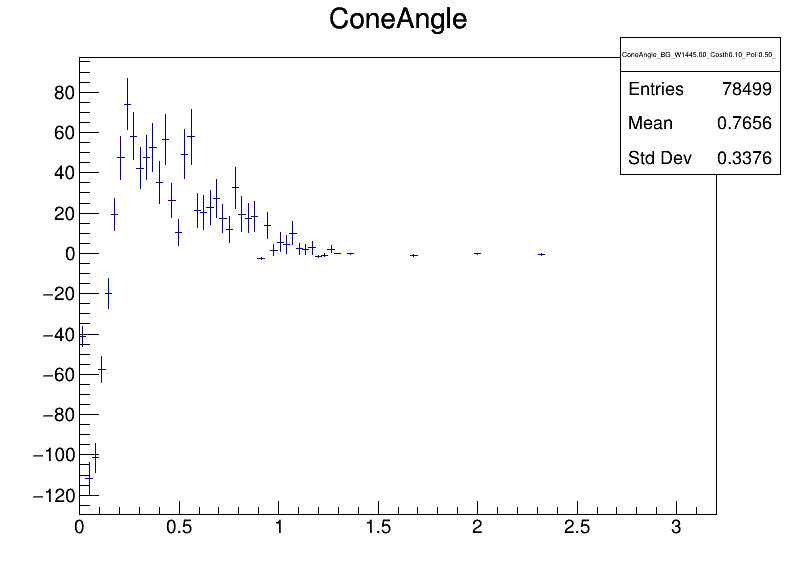 ConeAngle
ConeAngle_BG_W1445.00_Costh0.10_Pol-0.50_
Entries 78499
Mean 0.7656
Std Dev 0.3376
80
60
40
20
0
−20
−40
−60
−80
−100
−120
0 0.5 1 1.5 2 2.5 3